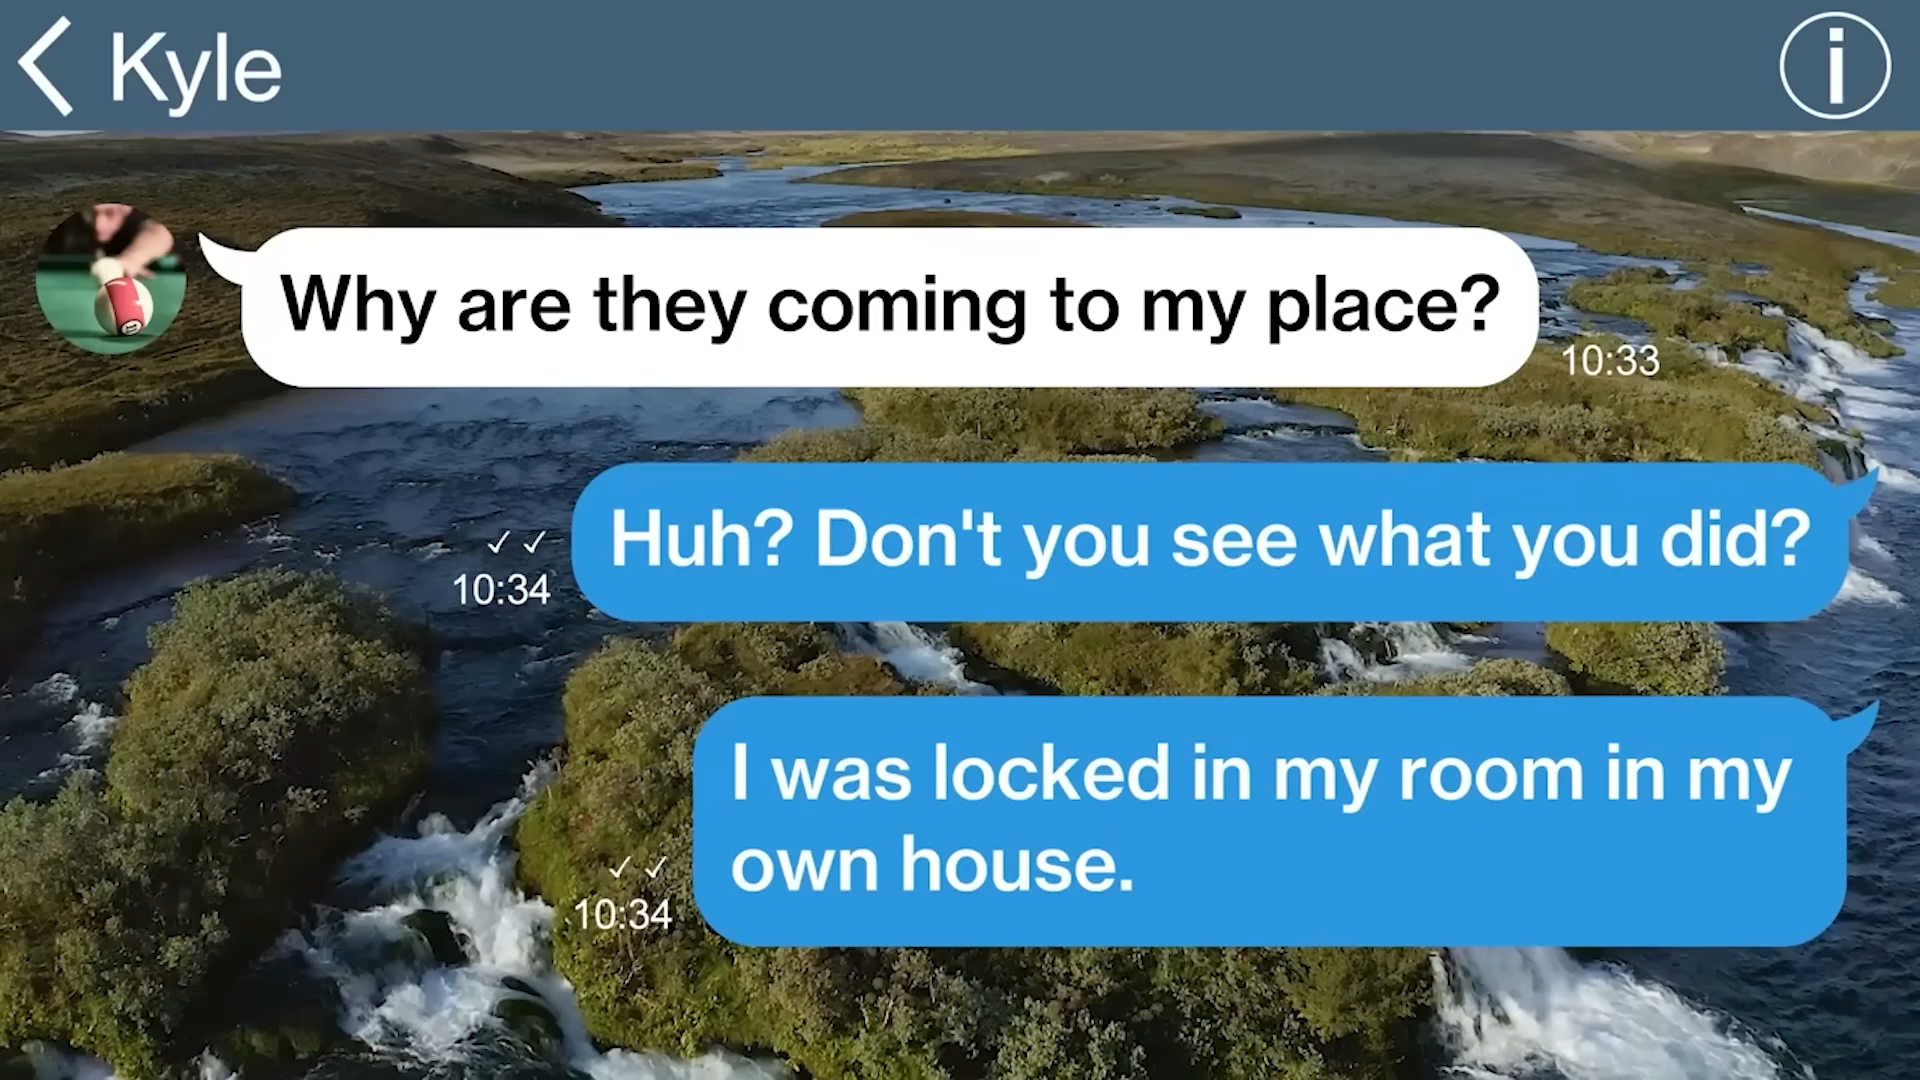 Kyle
Why are they coming to my place?
10:33
Huh? Don't you see what you did?
10:34
I was locked in my room in my
own house.
10:34